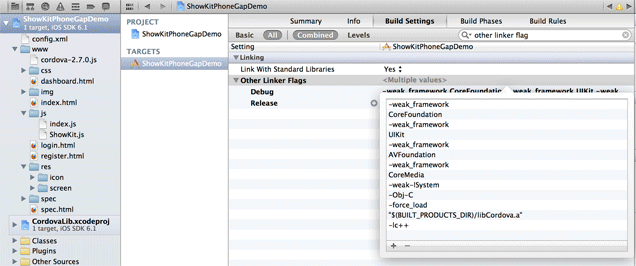 ShowKitPhoneGapDemo
ShowKitPhoneGapDemo
1 target, iOS SDK 6.1
config.xml
www
cordova-2.7.0.js
css
dashboard.html
img
index.html
js
index.js
ShowKit.js
login.html
register.html
res
icon
screen
spec
spec.html
CordovaLib.xcodeproj
1 target, iOS SDK 6.1
Classes
Plugins
Other Sources
PROJECT
ShowKitPhoneGapDemo
TARGETS
ShowKitPhoneGapDemo
Summary Info Build Settings Build Phases Build Rules
Basic All Combined Levels other linker flag
Setting ShowKitPhoneGapDemo
Linking
Link With Standard Libraries Yes
Other Linker Flags <Multiple values>
Debug -weak_framework CoreFoundation -weak_framework UIKit -weak
Release
-weak_framework
CoreFoundation
-weak_framework
UIKit
-weak_framework
AVFoundation
-weak_framework
CoreMedia
-weak-lSystem
-Obj-C
-force_load
"$(BUILT_PRODUCTS_DIR)/libCordova.a"
-lc++